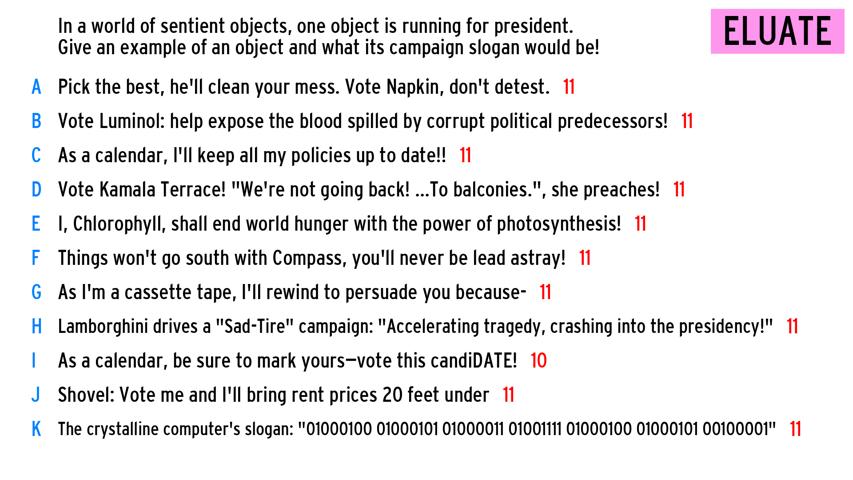 In a world of sentient objects, one object is running for president.
Give an example of an object and what its campaign slogan would be!
ELUATE
A Pick the best, he'll clean your mess. Vote Napkin, don't detest. 11
B Vote Luminol: help expose the blood spilled by corrupt political predecessors! 11
C As a calendar, I'll keep all my policies up to date!! 11
D Vote Kamala Terrace! "We're not going back! ...To balconies.", she preaches! 11
E I, Chlorophyll, shall end world hunger with the power of photosynthesis! 11
F Things won't go south with Compass, you'll never be lead astray! 11
G As I'm a cassette tape, I'll rewind to persuade you because- 11
H Lamborghini drives a "Sad-Tire" campaign: "Accelerating tragedy, crashing into the presidency!" 11
I As a calendar, be sure to mark yours—vote this candiDATE! 10
J Shovel: Vote me and I'll bring rent prices 20 feet under 11
K The crystalline computer's slogan: "01000100 01000101 01000011 01001111 01000100 01000101 00100001" 11